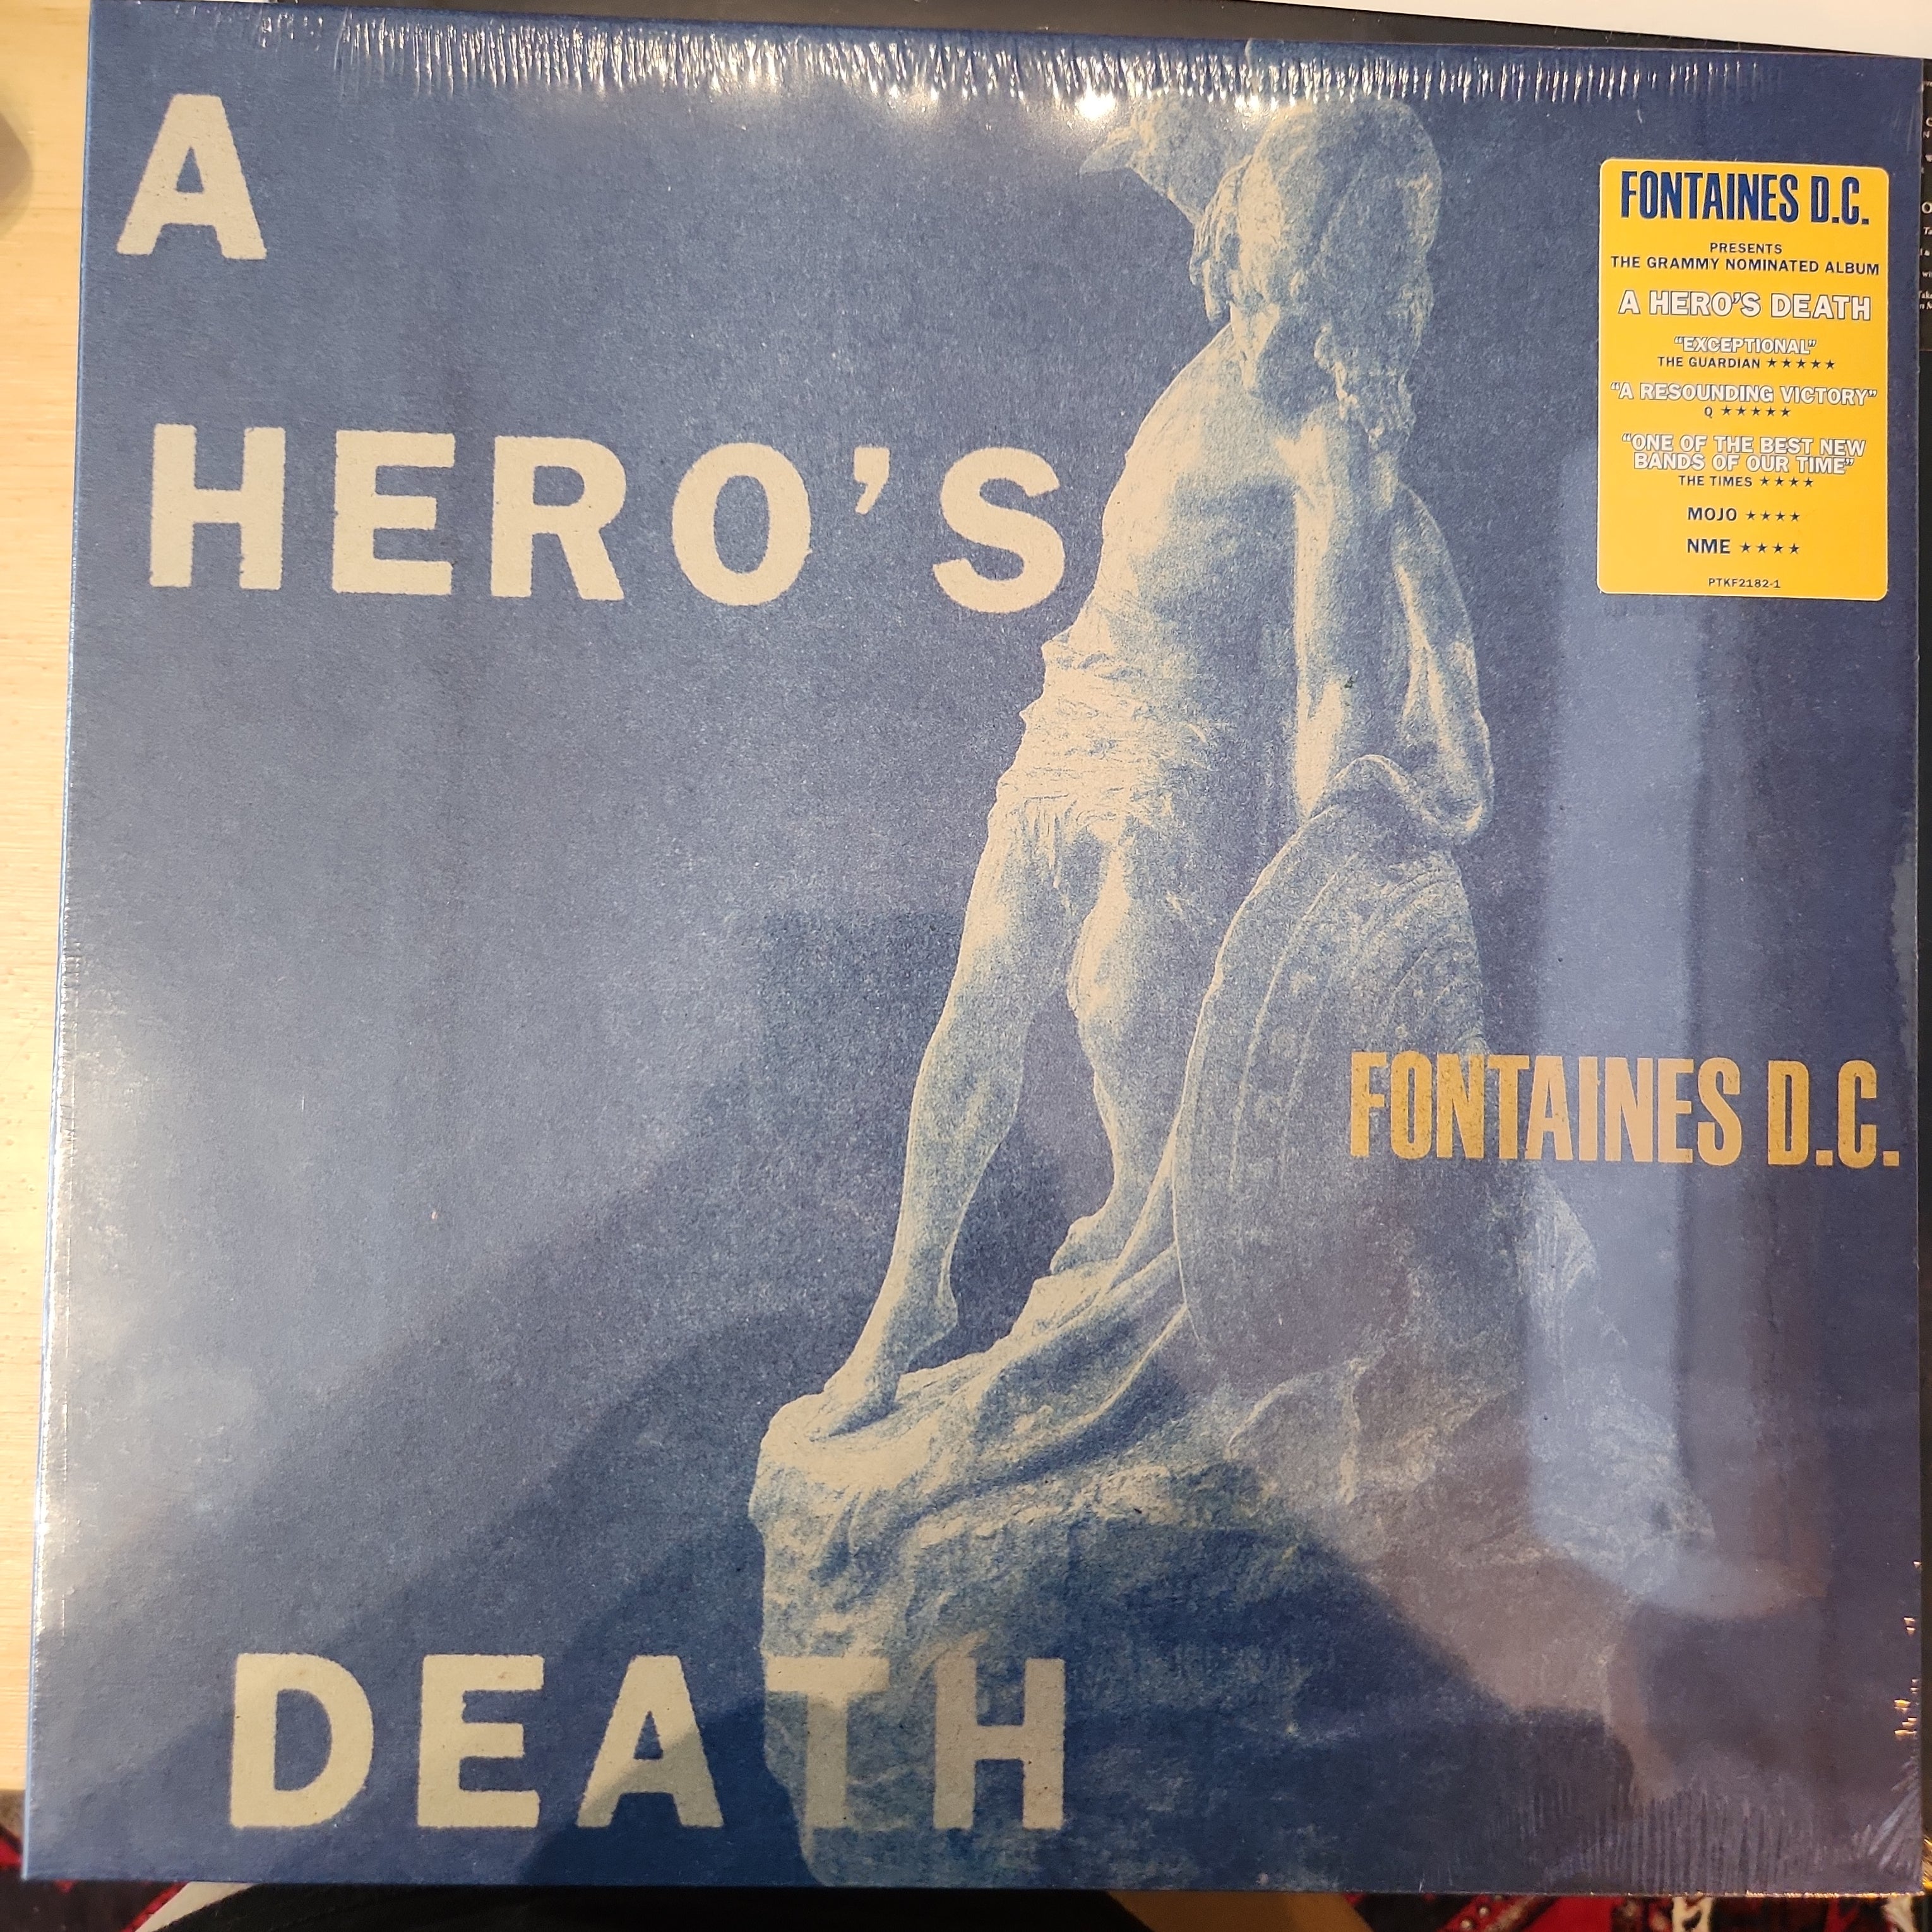 A
HERO'S
DEATH
FONTAINES D.C.
FONTAINES D.C.
PRESENTS
THE GRAMMY NOMINATED ALBUM
A HERO'S DEATH
"EXCEPTIONAL"
THE GUARDIAN ★★★★★
"A RESOUNDING VICTORY"
Q ★★★★★
"ONE OF THE BEST NEW
BANDS OF OUR TIME"
THE TIMES ★★★★
MOJO ★★★★
NME ★★★★
PTKF2182-1